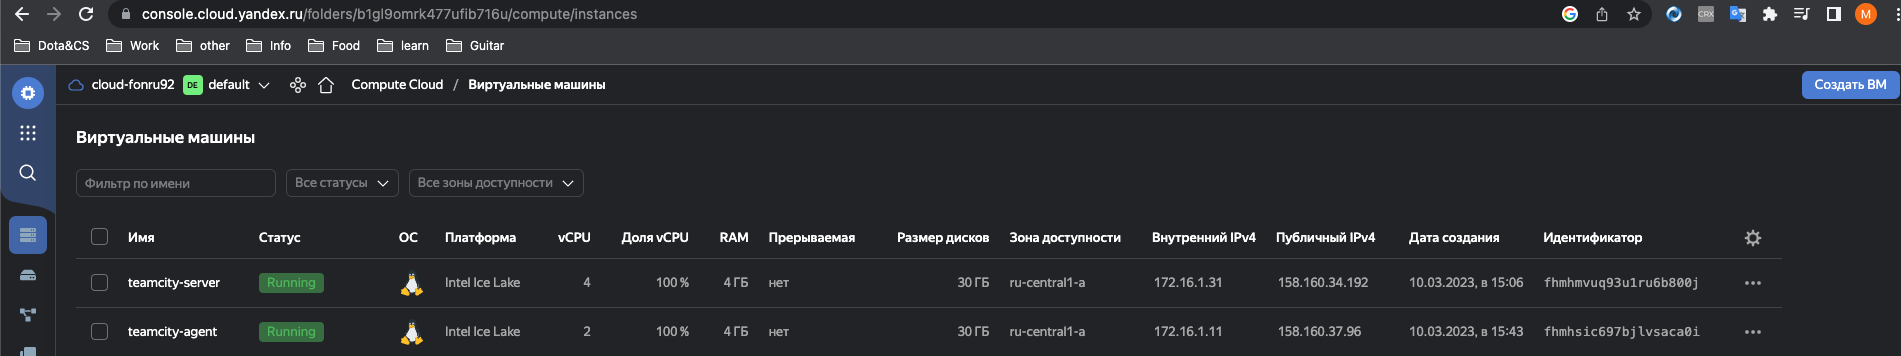 console.cloud.yandex.ru/folders/b1gl9omrk477ufib716u/compute/instances
CRX
M
Dota&CS Work other Info Food learn Guitar
cloud-fonru92 DE default Compute Cloud / Виртуальные машины Создать ВМ
Виртуальные машины
Фильтр по имени Все статусы Все зоны доступности
Имя Статус ОС Платформа vCPU Доля vCPU RAM Прерываемая Размер дисков Зона доступности Внутренний IPv4 Публичный IPv4 Дата создания Идентификатор
teamcity-server Running Intel Ice Lake 4 100 % 4 ГБ нет 30 ГБ ru-central1-a 172.16.1.31 158.160.34.192 10.03.2023, в 15:06 fhmhmvuq93u1ru6b800j
teamcity-agent Running Intel Ice Lake 2 100 % 4 ГБ нет 30 ГБ ru-central1-a 172.16.1.11 158.160.37.96 10.03.2023, в 15:43 fhmhsic697bjlvsaca0i